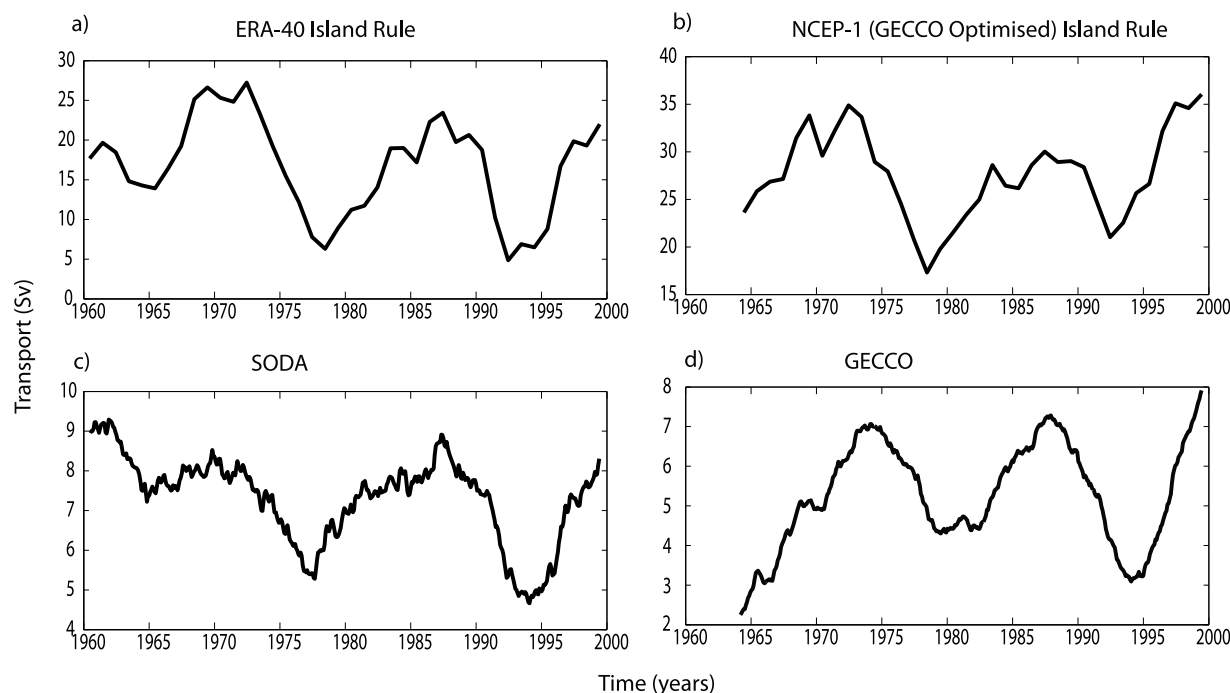 a) ERA-40 Island Rule
30
25
20
15
10
5
0
1960 1965 1970 1975 1980 1985 1990 1995 2000
b) NCEP-1 (GECCO Optimised) Island Rule
40
35
30
25
20
15
1960 1965 1970 1975 1980 1985 1990 1995 2000
Transport (Sv)
c) SODA
10
9
8
7
6
5
4
1960 1965 1970 1975 1980 1985 1990 1995 2000
d) GECCO
8
7
6
5
4
3
2
1960 1965 1970 1975 1980 1985 1990 1995 2000
Time (years)